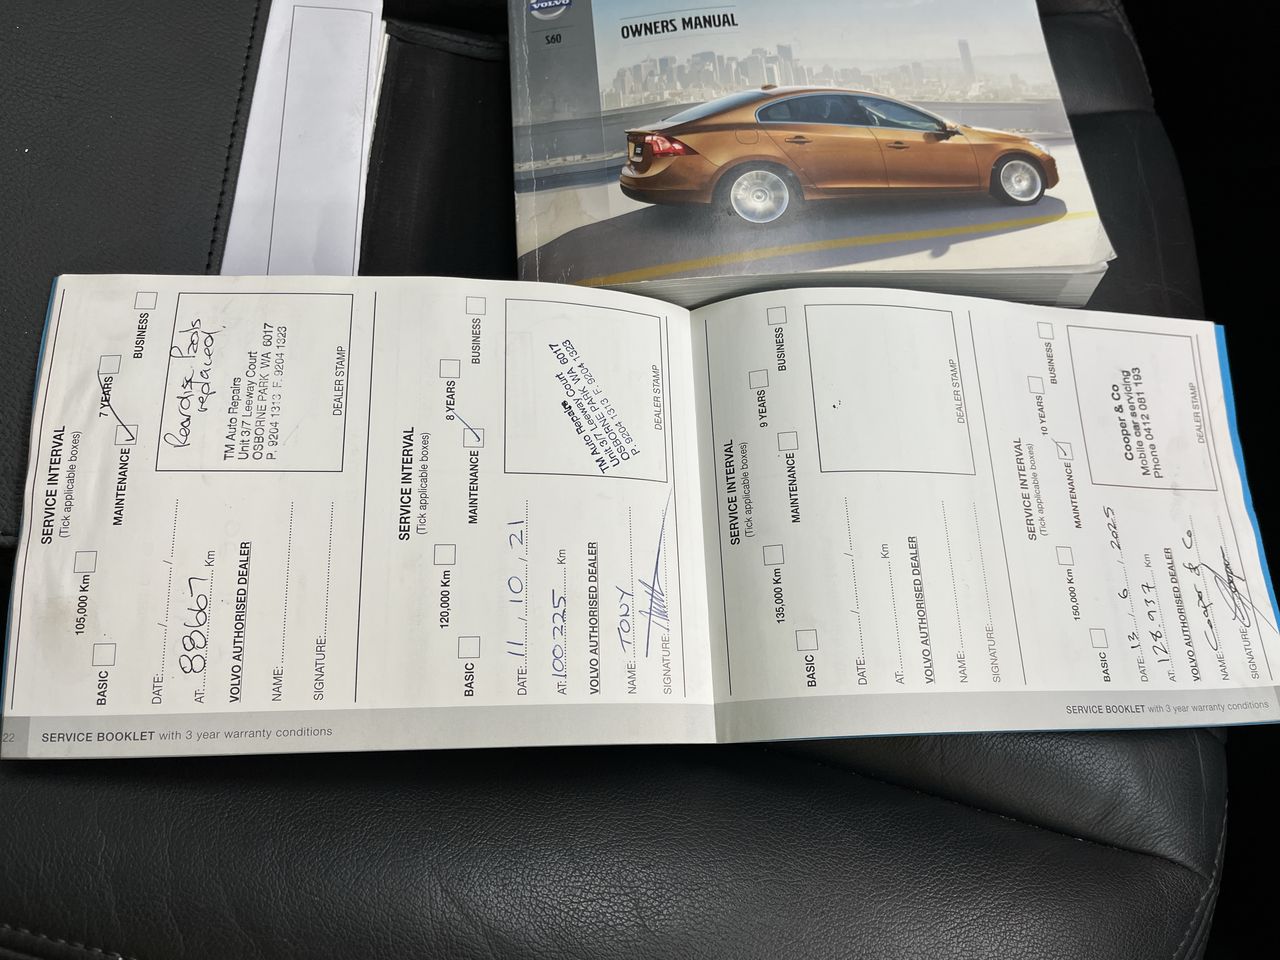 VOLVO
S60
OWNERS MANUAL
SERVICE INTERVAL
(Tick applicable boxes)
BASIC
105,000 Km
MAINTENANCE
7 YEARS
BUSINESS
DATE:....../....../......
AT: 88667 Km
VOLVO AUTHORISED DEALER
NAME:
SIGNATURE:
Rear disc Pads
replaced.
TM Auto Repairs
Unit 3/7 Leeway Court
OSBORNE PARK WA 6017
P. 9204 1313 F. 9204 1323
DEALER STAMP
SERVICE INTERVAL
(Tick applicable boxes)
BASIC
120,000 Km
MAINTENANCE
8 YEARS
BUSINESS
DATE: 11 / 10 / 21
AT: 100225 Km
VOLVO AUTHORISED DEALER
NAME: TONY
SIGNATURE:
TM Auto Repairs
Unit 3/7 Leeway Court
OSBORNE PARK WA 6017
P. 9204 1313 F. 9204 1323
DEALER STAMP
22 SERVICE BOOKLET with 3 year warranty conditions
SERVICE INTERVAL
(Tick applicable boxes)
BASIC
135,000 Km
MAINTENANCE
9 YEARS
BUSINESS
DATE:....../....../......
AT: Km
VOLVO AUTHORISED DEALER
NAME:
SIGNATURE:
DEALER STAMP
SERVICE INTERVAL
(Tick applicable boxes)
BASIC
150,000 Km
MAINTENANCE
10 YEARS
BUSINESS
DATE: 13 / 6 / 2025
AT: 128 937 Km
VOLVO AUTHORISED DEALER
NAME: Cooper & Co
SIGNATURE:
Cooper & Co
Mobile car servicing
Phone 0412 081 193
DEALER STAMP
SERVICE BOOKLET with 3 year warranty conditions